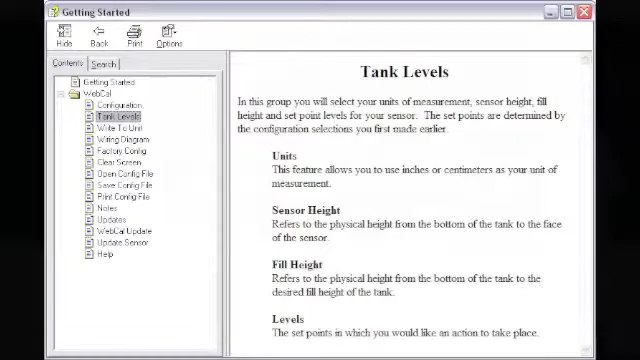 Getting Started
Hide Back Print Options
Contents Search
Getting Started
WebCal
Configuration
Tank Levels
Write To Unit
Wiring Diagram
Factory Config
Clear Screen
Open Config File
Save Config File
Print Config File
Notes
Updates
WebCal Update
Update Sensor
Help
Tank Levels
In this group you will select your units of measurement, sensor height, fill
height and set point levels for your sensor. The set points are determined by
the configuration selections you first made earlier.
Units
This feature allows you to use inches or centimeters as your unit of
measurement.
Sensor Height
Refers to the physical height from the bottom of the tank to the face
of the sensor.
Fill Height
Refers to the physical height from the bottom of the tank to the
desired fill height of the tank.
Levels
The set points in which you would like an action to take place.